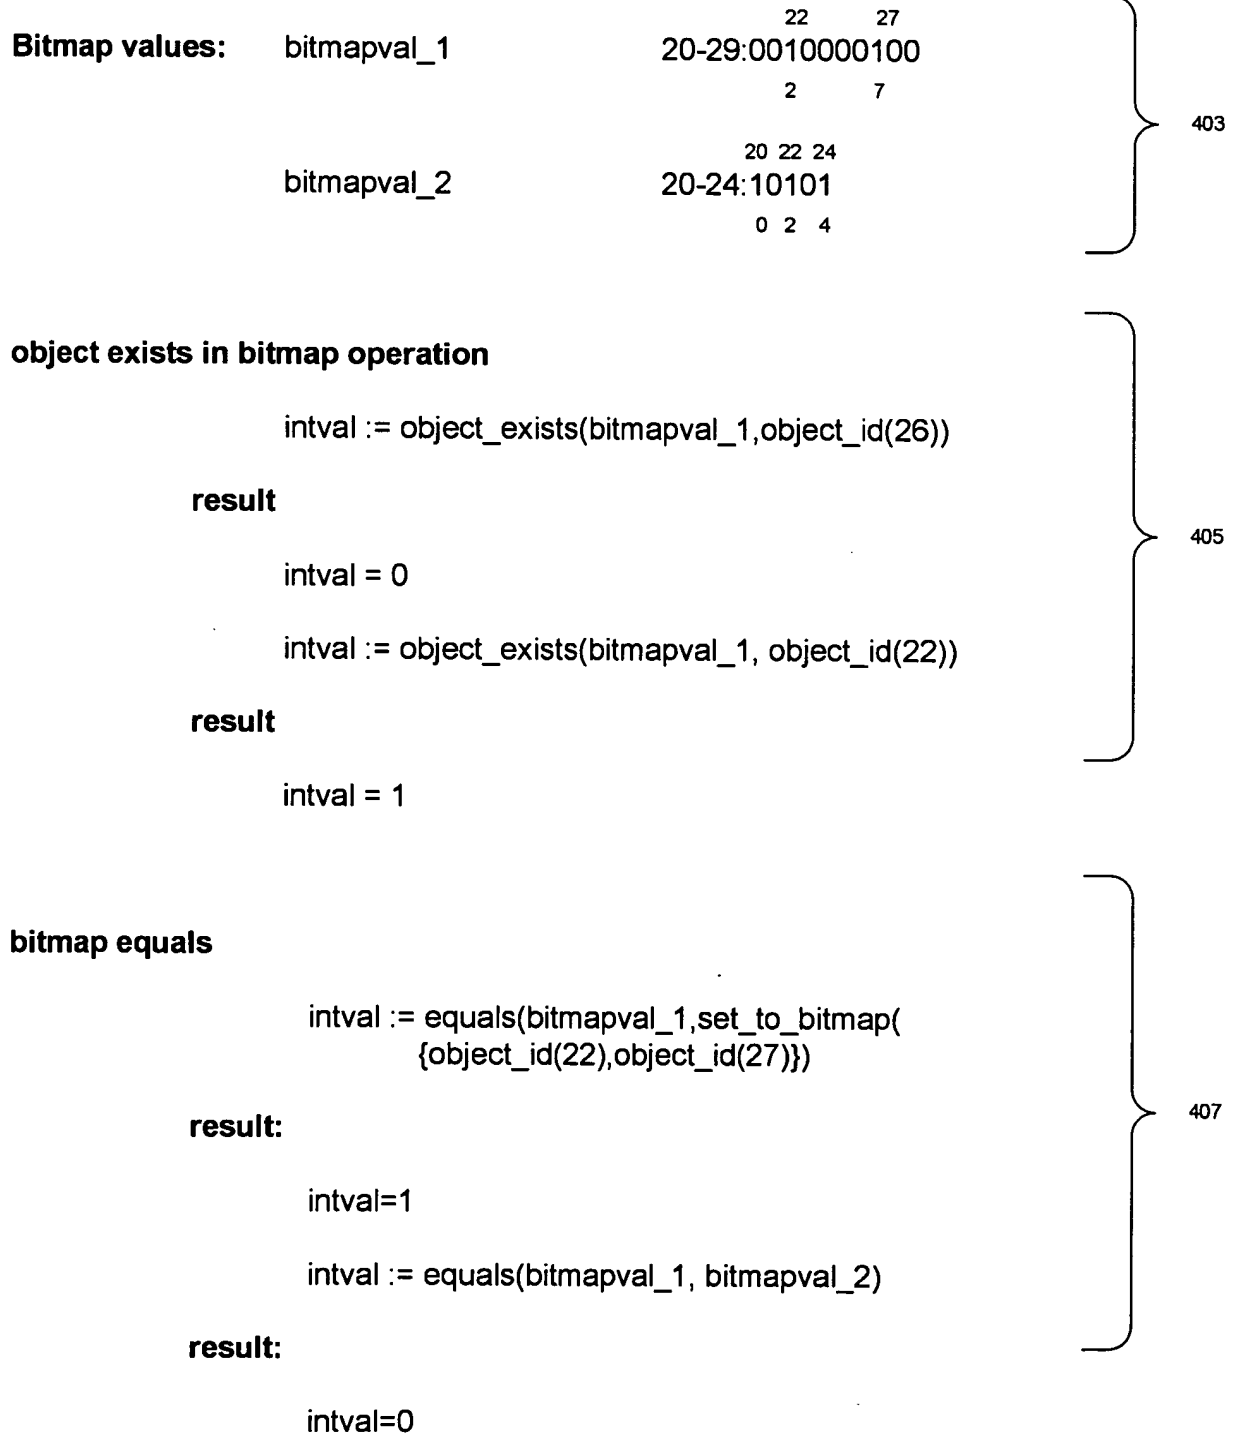 22 27
Bitmap values: bitmapval_1 20-29:0010000100
2 7
403
20 22 24
bitmapval_2 20-24:10101
0 2 4
object exists in bitmap operation
intval := object_exists(bitmapval_1,object_id(26))
result
405
intval = 0
intval := object_exists(bitmapval_1, object_id(22))
result
intval = 1
bitmap equals
intval := equals(bitmapval_1,set_to_bitmap(
{object_id(22),object_id(27)})
407
result:
intval=1
intval := equals(bitmapval_1, bitmapval_2)
result:
intval=0